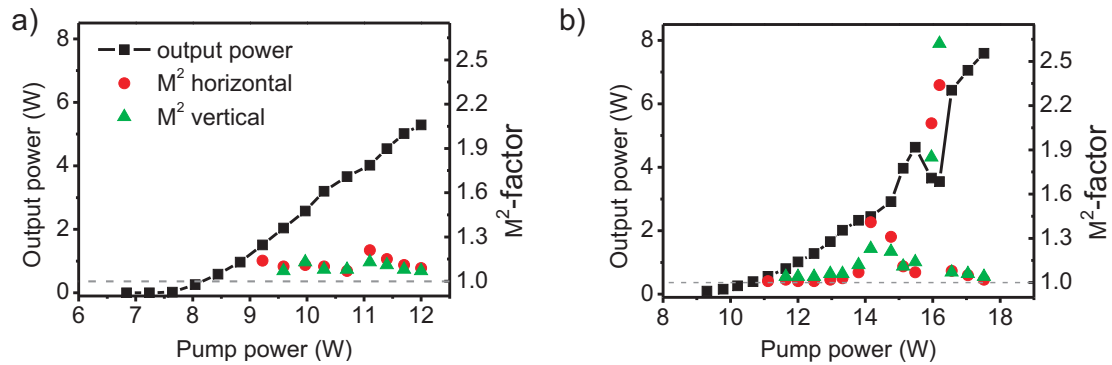 a)
8
6
4
2
0
Output power (W)
output power
M² horizontal
M² vertical
2.5
2.2
1.9
1.6
1.3
1.0
M²-factor
6 7 8 9 10 11 12
Pump power (W)
b)
8
6
4
2
0
Output power (W)
2.5
2.2
1.9
1.6
1.3
1.0
M²-factor
8 10 12 14 16 18
Pump power (W)